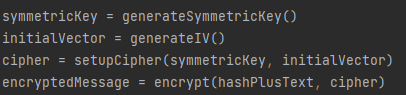 symmetricKey = generateSymmetricKey()
initialVector = generateIV()
cipher = setupCipher(symmetricKey, initialVector)
encryptedMessage = encrypt(hashPlusText, cipher)